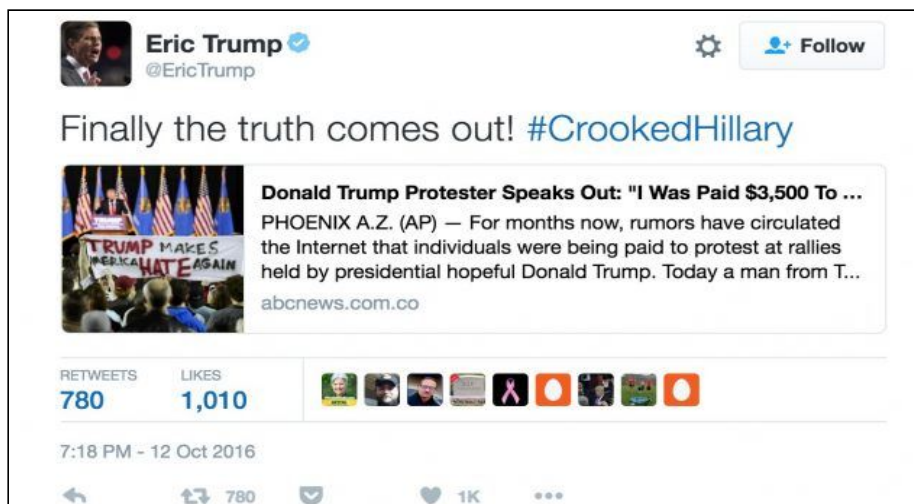 Eric Trump
@EricTrump
Follow
Finally the truth comes out! #CrookedHillary
Donald Trump Protester Speaks Out: "I Was Paid $3,500 To ...
PHOENIX A.Z. (AP) — For months now, rumors have circulated
the Internet that individuals were being paid to protest at rallies
held by presidential hopeful Donald Trump. Today a man from T...
abcnews.com.co
TRUMP
TRUMP MAKES
AMERICA HATE AGAIN
RETWEETS LIKES
780 1,010
7:18 PM - 12 Oct 2016
780 1K